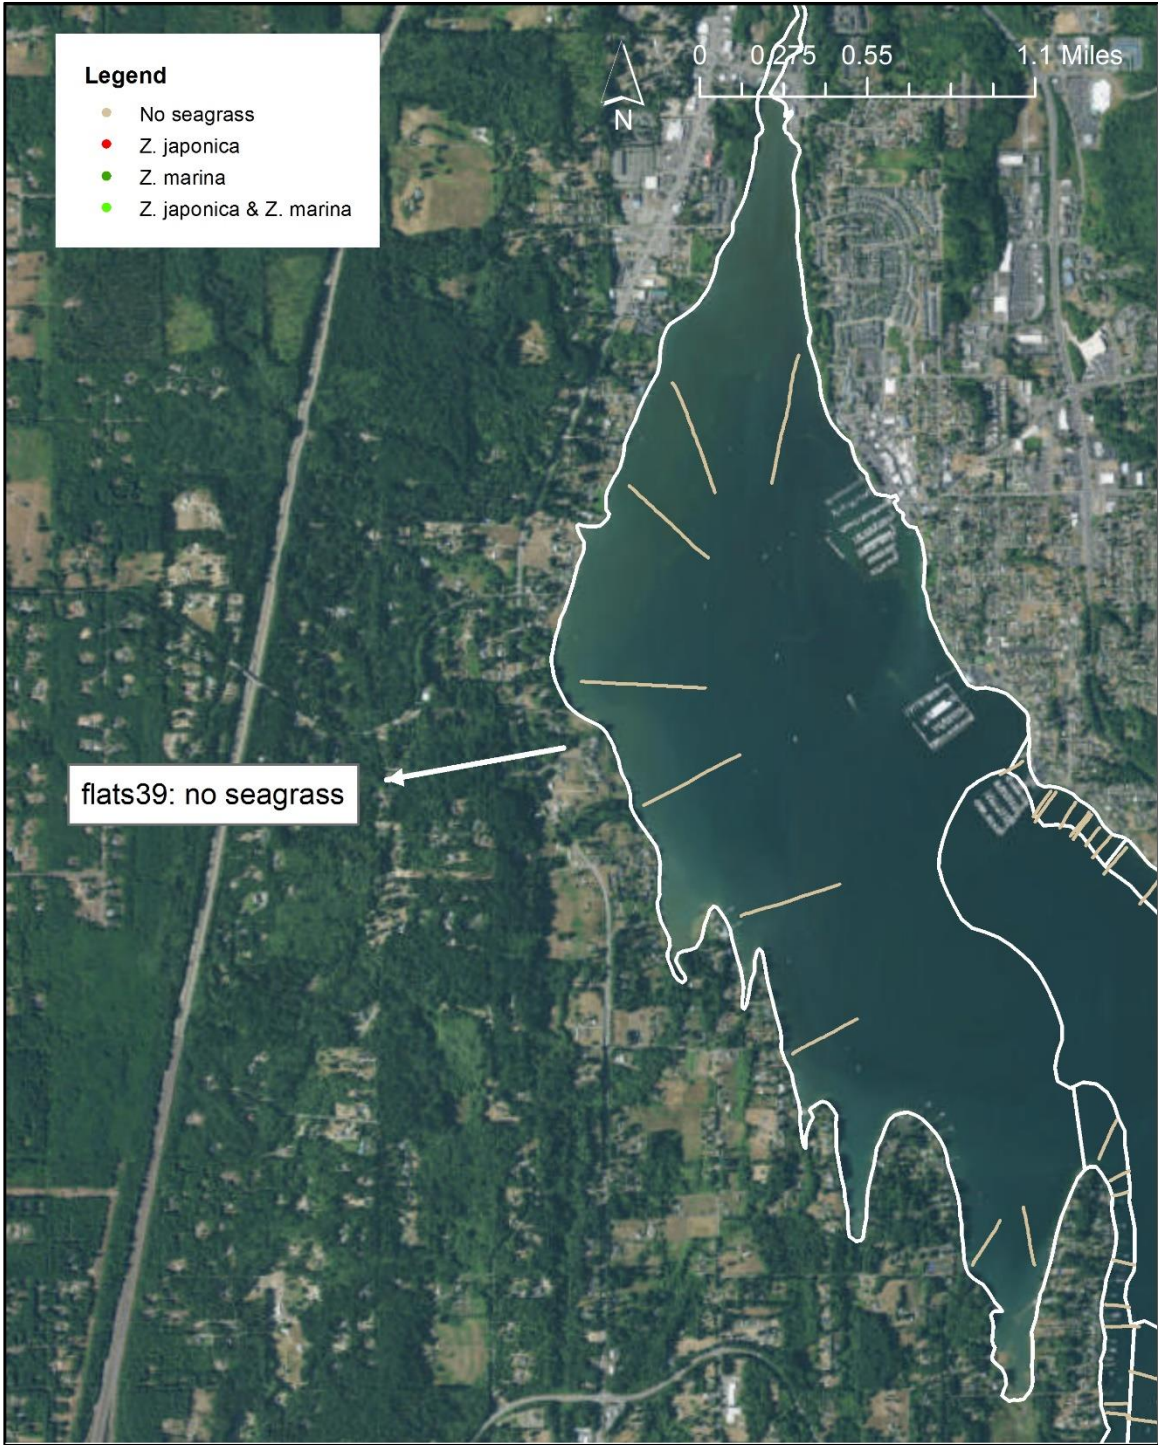 Legend
No seagrass
Z. japonica
Z. marina
Z. japonica & Z. marina
N
0 0.275 0.55 1.1 Miles
flats39: no seagrass